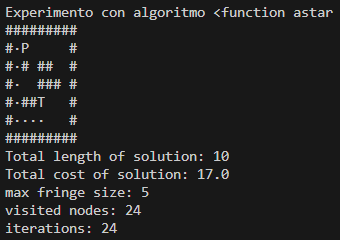 Experimento con algoritmo <function astar
#########
#·P     #
#·# ##  #
#·  ### #
#·##T   #
#····   #
#########
Total length of solution: 10
Total cost of solution: 17.0
max fringe size: 5
visited nodes: 24
iterations: 24